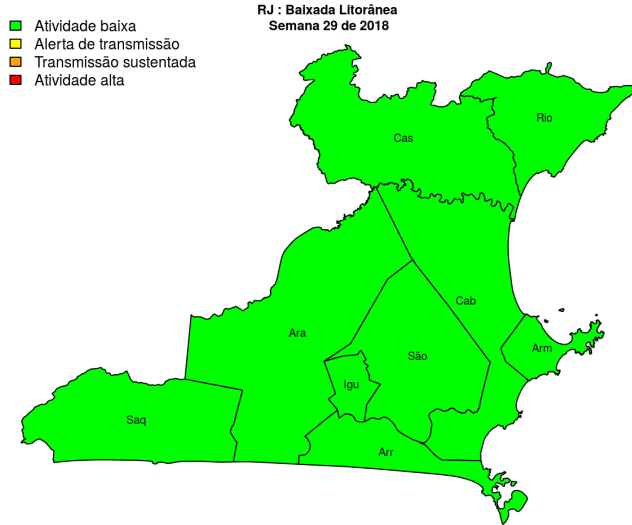 RJ : Baixada Litorânea
Semana 29 de 2018
Atividade baixa
Alerta de transmissão
Transmissão sustentada
Atividade alta
Rio
Cas
Cab
Ara
Arm
São
Igu
Saq
Arr